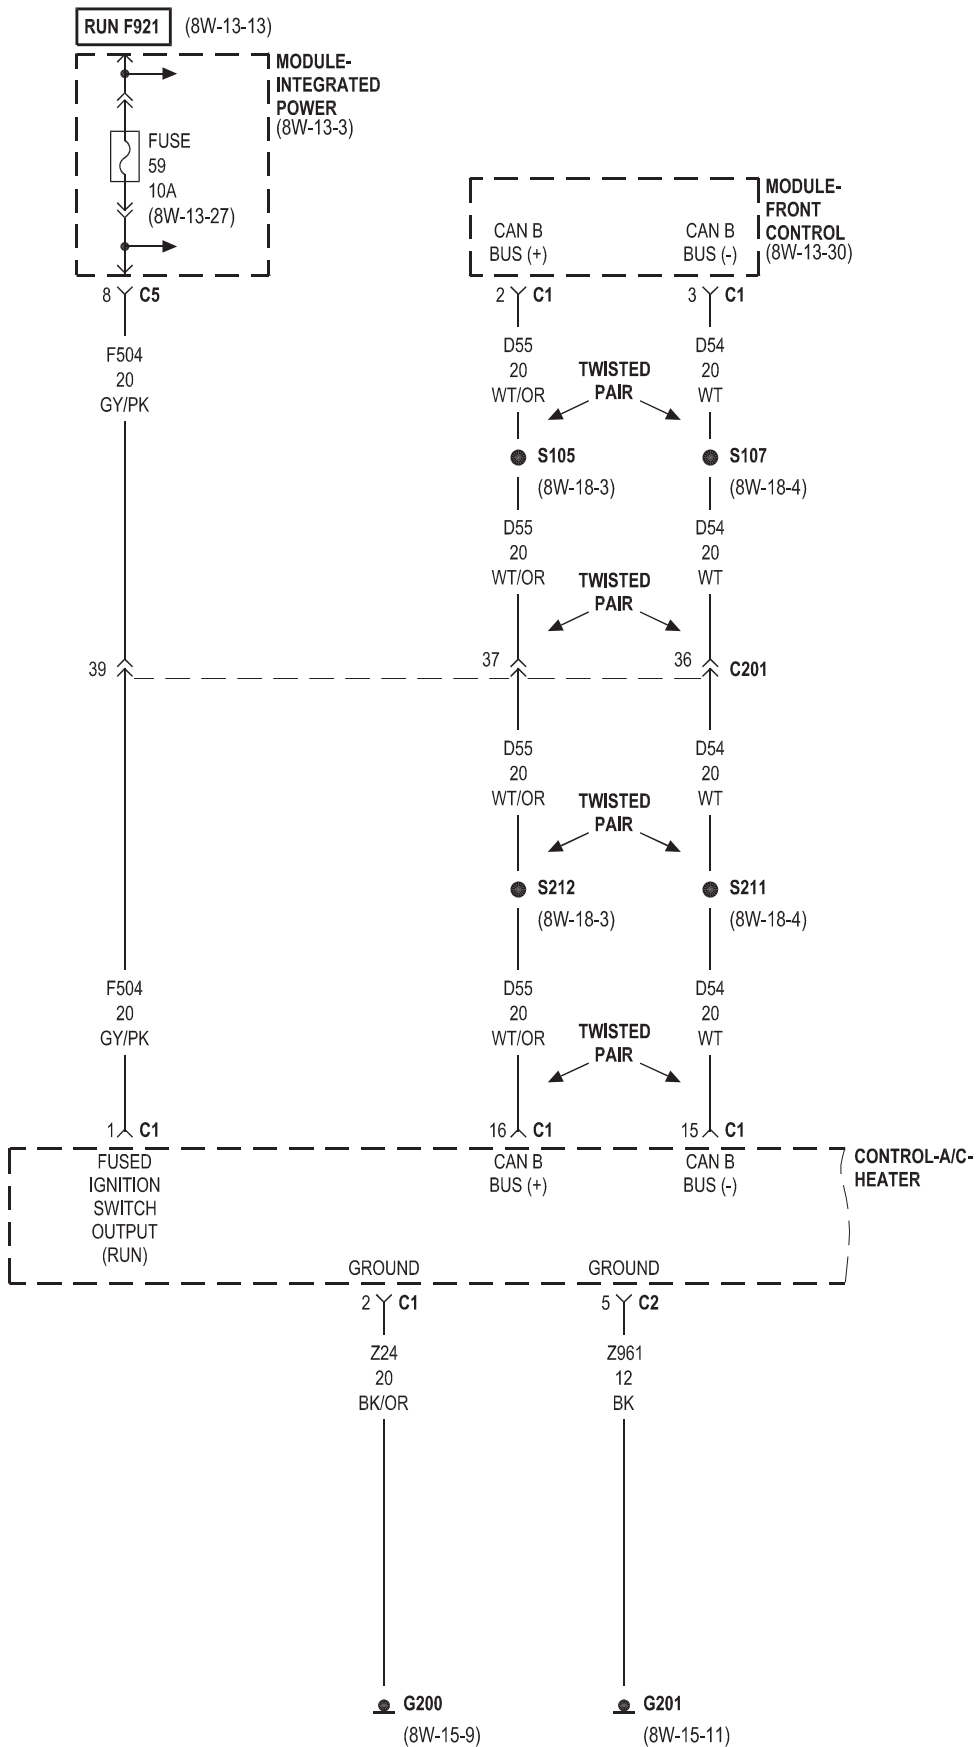 RUN F921 (8W-13-13)
MODULE-
INTEGRATED
POWER
(8W-13-3)
FUSE
59
10A
(8W-13-27)
8 C5
F504
20
GY/PK
MODULE-
FRONT
CONTROL
(8W-13-30)
CAN B
BUS (+)
CAN B
BUS (-)
2 C1
3 C1
D55
20
WT/OR
TWISTED
PAIR
D54
20
WT
S105
(8W-18-3)
S107
(8W-18-4)
D55
20
WT/OR
TWISTED
PAIR
D54
20
WT
39
37
36
C201
D55
20
WT/OR
TWISTED
PAIR
D54
20
WT
S212
(8W-18-3)
S211
(8W-18-4)
F504
20
GY/PK
D55
20
WT/OR
TWISTED
PAIR
D54
20
WT
1 C1
16 C1
15 C1
FUSED
IGNITION
SWITCH
OUTPUT
(RUN)
CAN B
BUS (+)
CAN B
BUS (-)
CONTROL-A/C-
HEATER
GROUND
GROUND
2 C1
5 C2
Z24
20
BK/OR
Z961
12
BK
G200
(8W-15-9)
G201
(8W-15-11)